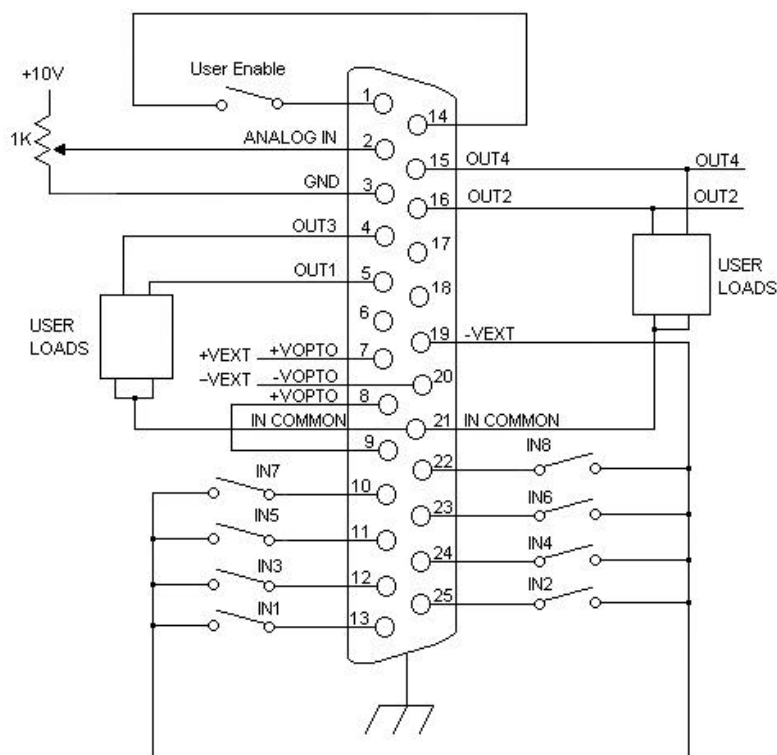 User Enable
+10V
1K
1
14
ANALOG IN
2
15
OUT4
OUT4
GND
3
16
OUT2
OUT2
OUT3
4
17
OUT1
5
18
USER
LOADS
6
USER
LOADS
19
-VEXT
+VEXT
+VOPTO
7
–VEXT
-VOPTO
20
+VOPTO
8
IN COMMON
21
IN COMMON
9
22
IN8
IN7
10
23
IN6
IN5
11
24
IN4
IN3
12
25
IN2
IN1
13